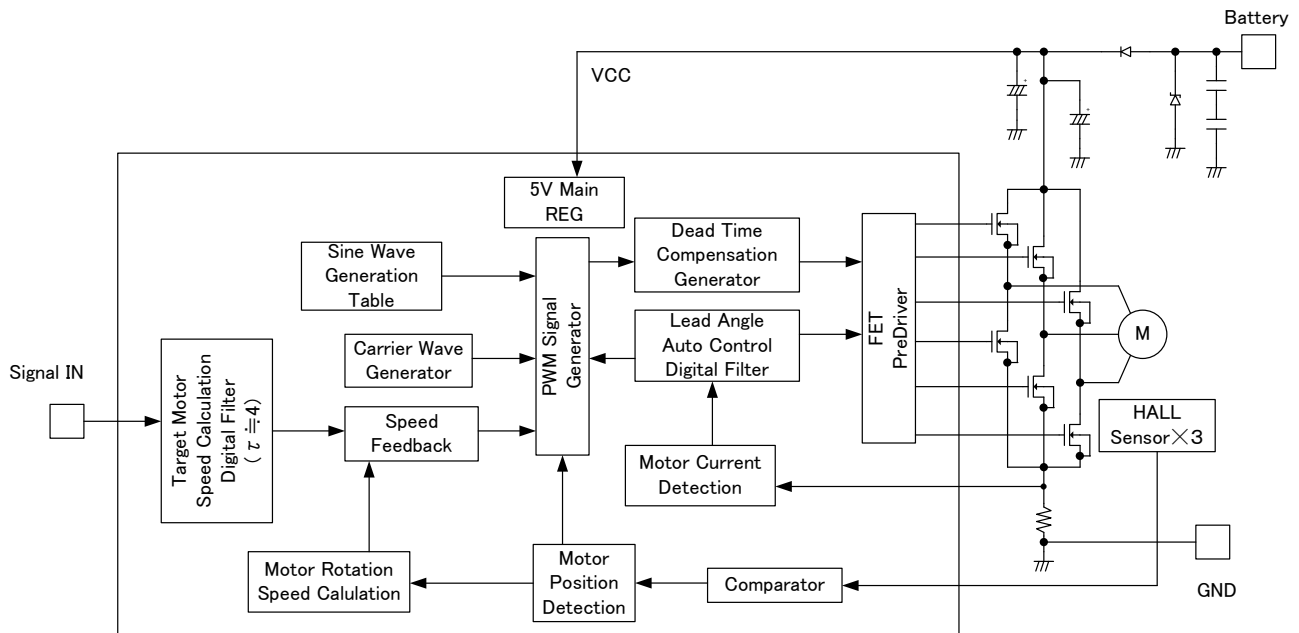 Battery
VCC
5V Main
REG
Sine Wave
Generation
Table
Dead Time
Compensation
Generator
Carrier Wave
Generator
PWM Signal
Generator
Lead Angle
Auto Control
Digital Filter
FET
PreDriver
M
Signal IN
Target Motor
Speed Calculation
Digital Filter
(τ≒4)
Speed
Feedback
Motor Current
Detection
HALL
Sensor×3
Motor Rotation
Speed Calulation
Motor
Position
Detection
Comparator
GND